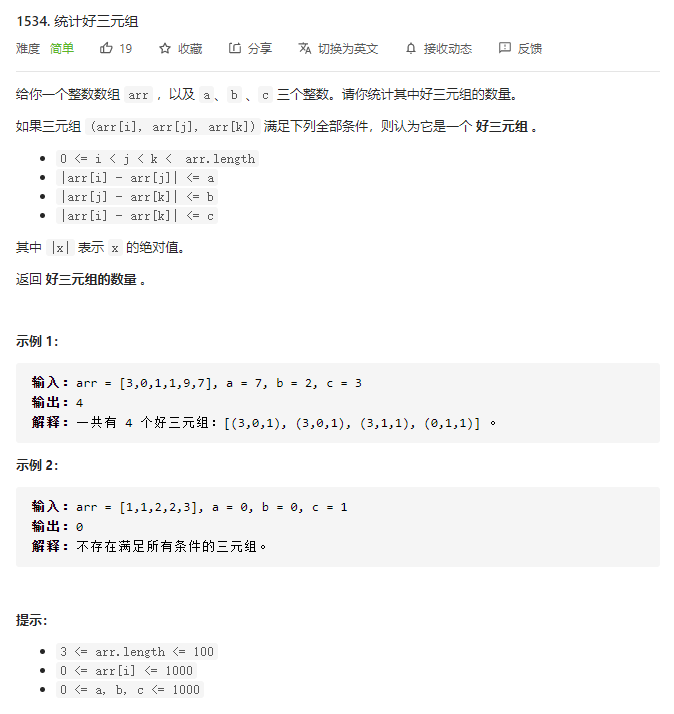 1534. 统计好三元组
难度 简单 19 收藏 分享 切换为英文 接收动态 反馈
给你一个整数数组 arr ，以及 a、b 、c 三个整数。请你统计其中好三元组的数量。
如果三元组 (arr[i], arr[j], arr[k]) 满足下列全部条件，则认为它是一个 好三元组 。
• 0 <= i < j < k < arr.length
• |arr[i] - arr[j]| <= a
• |arr[j] - arr[k]| <= b
• |arr[i] - arr[k]| <= c
其中 |x| 表示 x 的绝对值。
返回 好三元组的数量 。
示例 1：
输入：arr = [3,0,1,1,9,7], a = 7, b = 2, c = 3
输出：4
解释：一共有 4 个好三元组：[(3,0,1), (3,0,1), (3,1,1), (0,1,1)] 。
示例 2：
输入：arr = [1,1,2,2,3], a = 0, b = 0, c = 1
输出：0
解释：不存在满足所有条件的三元组。
提示：
• 3 <= arr.length <= 100
• 0 <= arr[i] <= 1000
• 0 <= a, b, c <= 1000